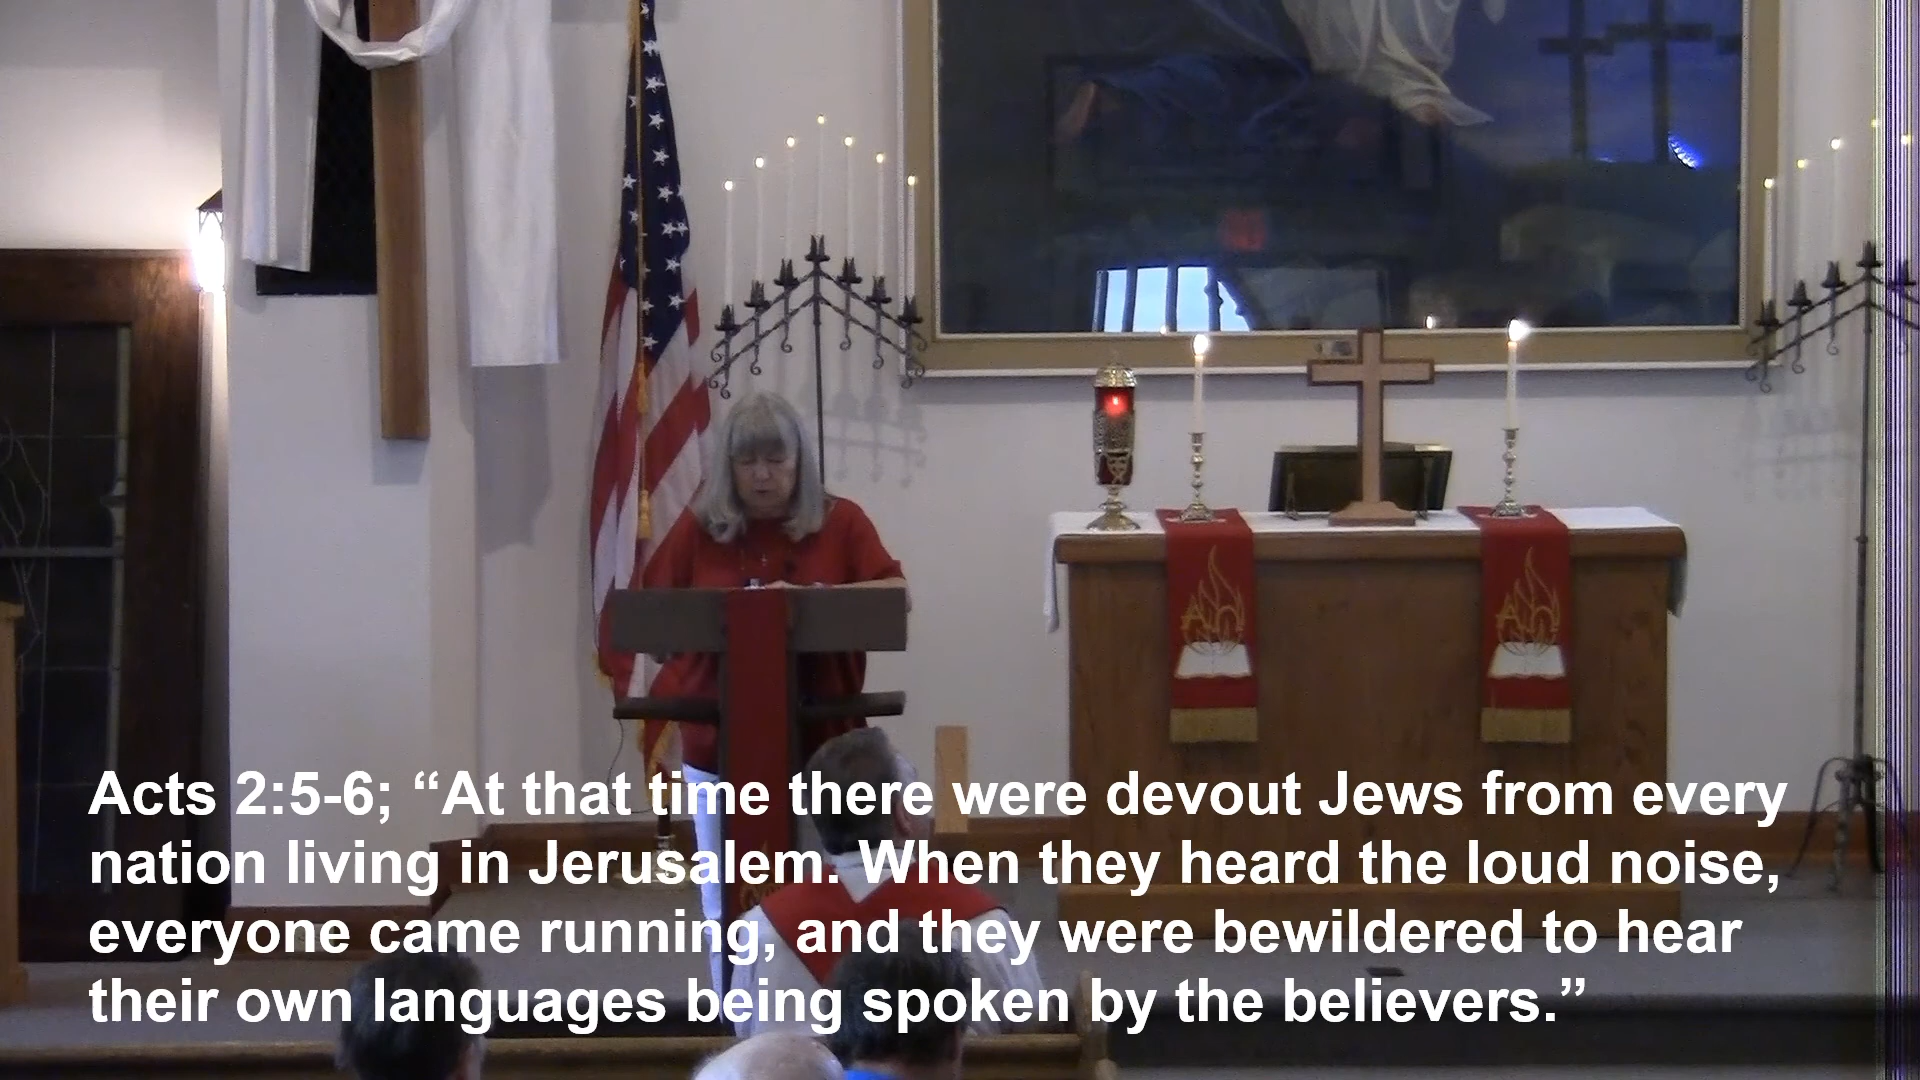 Acts 2:5-6; “At that time there were devout Jews from every
nation living in Jerusalem. When they heard the loud noise,
everyone came running, and they were bewildered to hear
their own languages being spoken by the believers.”